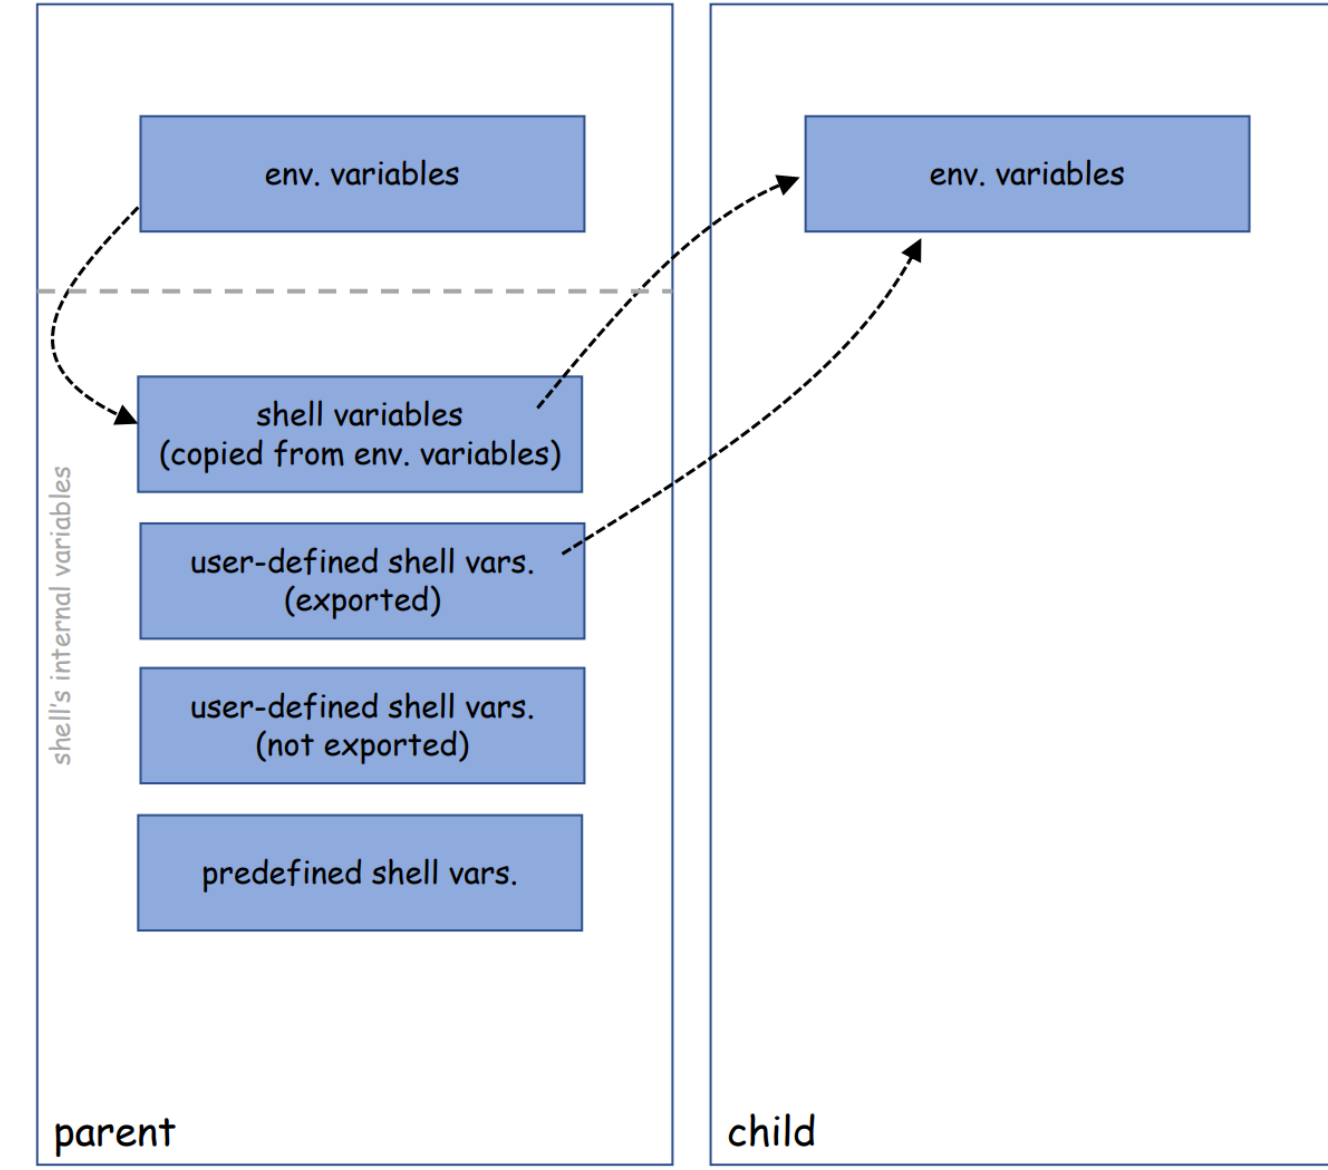 env. variables
env. variables
shell variables
(copied from env. variables)
user-defined shell vars.
(exported)
shell's internal variables
user-defined shell vars.
(not exported)
predefined shell vars.
parent
child